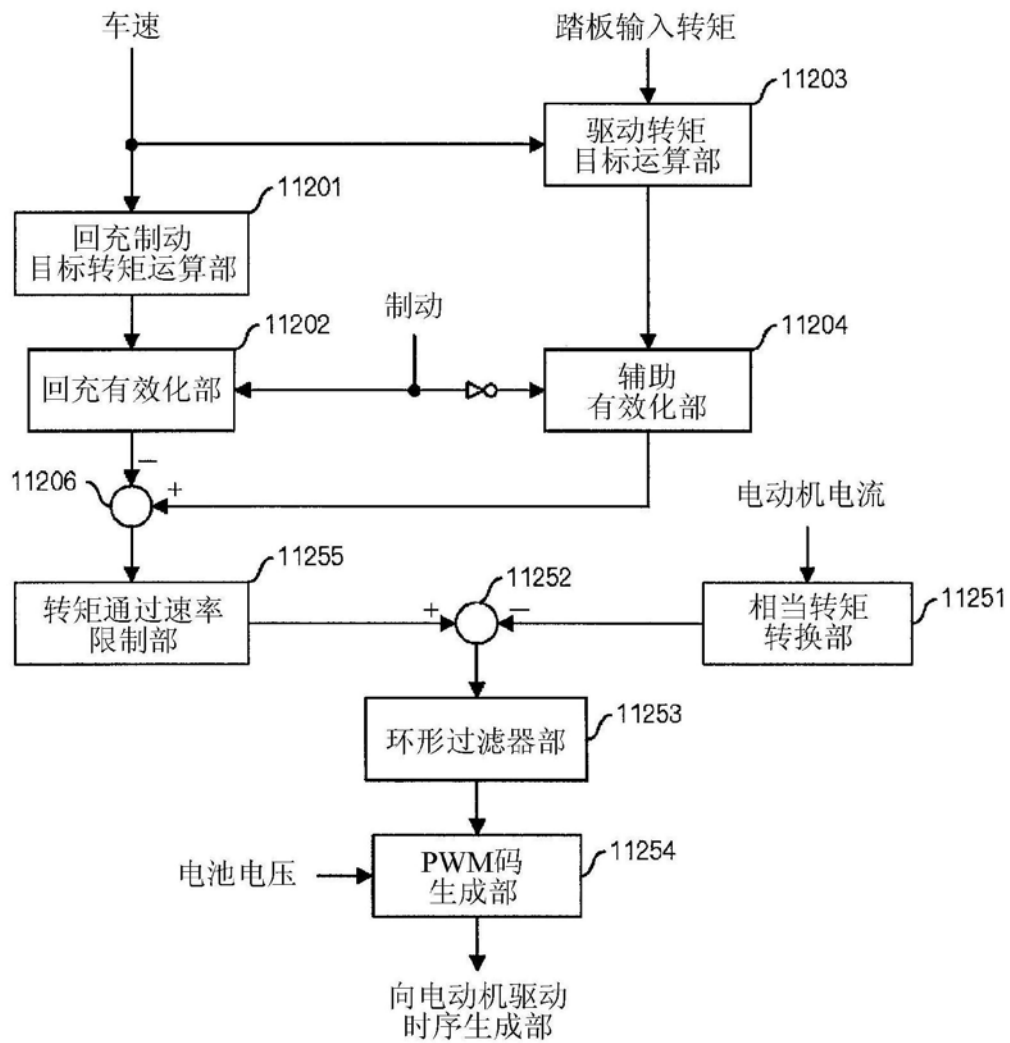 车速
踏板输入转矩
11203
驱动转矩
目标运算部
11201
回充制动
目标转矩运算部
制动
11202
11204
回充有效化部
辅助
有效化部
−
11206
+
电动机电流
11255
11252
11251
转矩通过速率
限制部
+
−
相当转矩
转换部
11253
环形过滤器部
11254
电池电压
PWM码
生成部
向电动机驱动
时序生成部